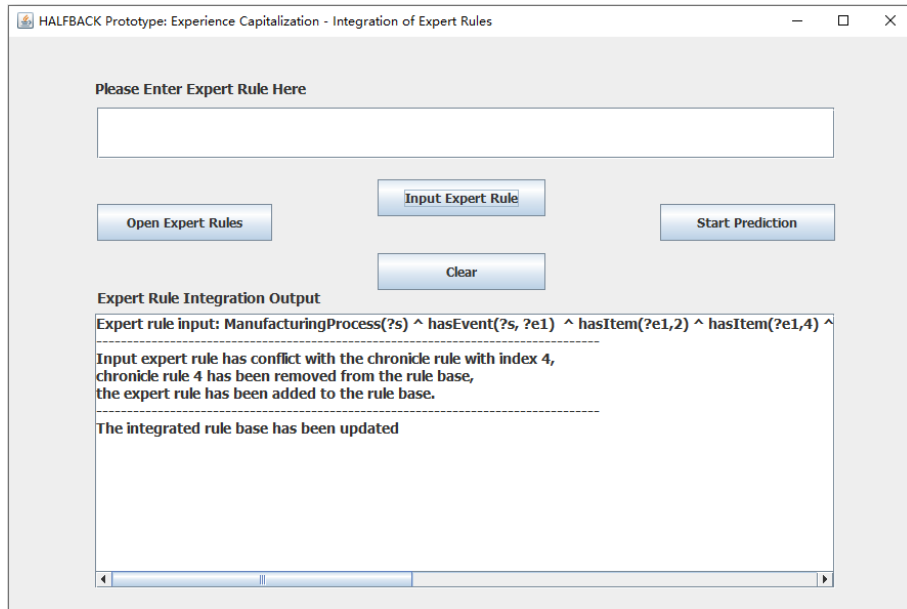 HALFBACK Prototype: Experience Capitalization - Integration of Expert Rules
Please Enter Expert Rule Here
Input Expert Rule
Open Expert Rules
Start Prediction
Clear
Expert Rule Integration Output
Expert rule input: ManufacturingProcess(?s) ^ hasEvent(?s, ?e1)  ^ hasItem(?e1,2) ^ hasItem(?e1,4) ^
--------------------------------------------------------------------------------
Input expert rule has conflict with the chronicle rule with index 4,
chronicle rule 4 has been removed from the rule base,
the expert rule has been added to the rule base.
--------------------------------------------------------------------------------
The integrated rule base has been updated